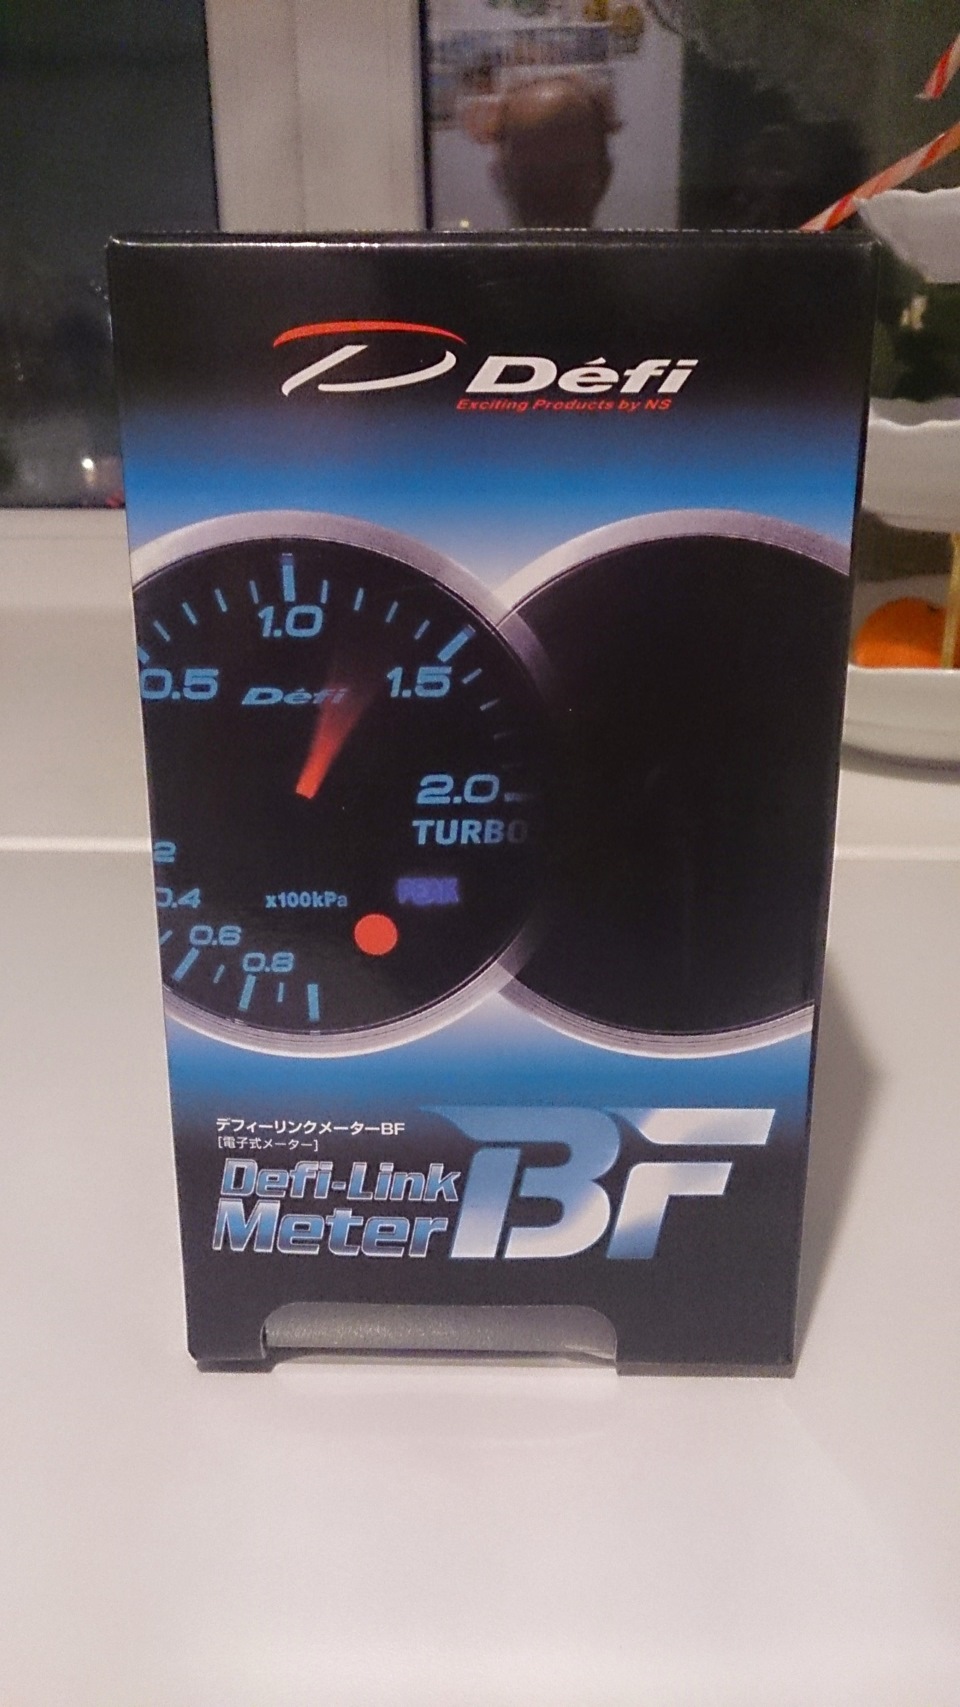 Défi
Exciting Products by NS
1.0
0.5
Défi
1.5
2.0
TURBO
2
0.4
x100kPa
PEAK
0.6
0.8
デフィーリンクメーターBF
[電子式メーター]
Defi-Link
Meter BF